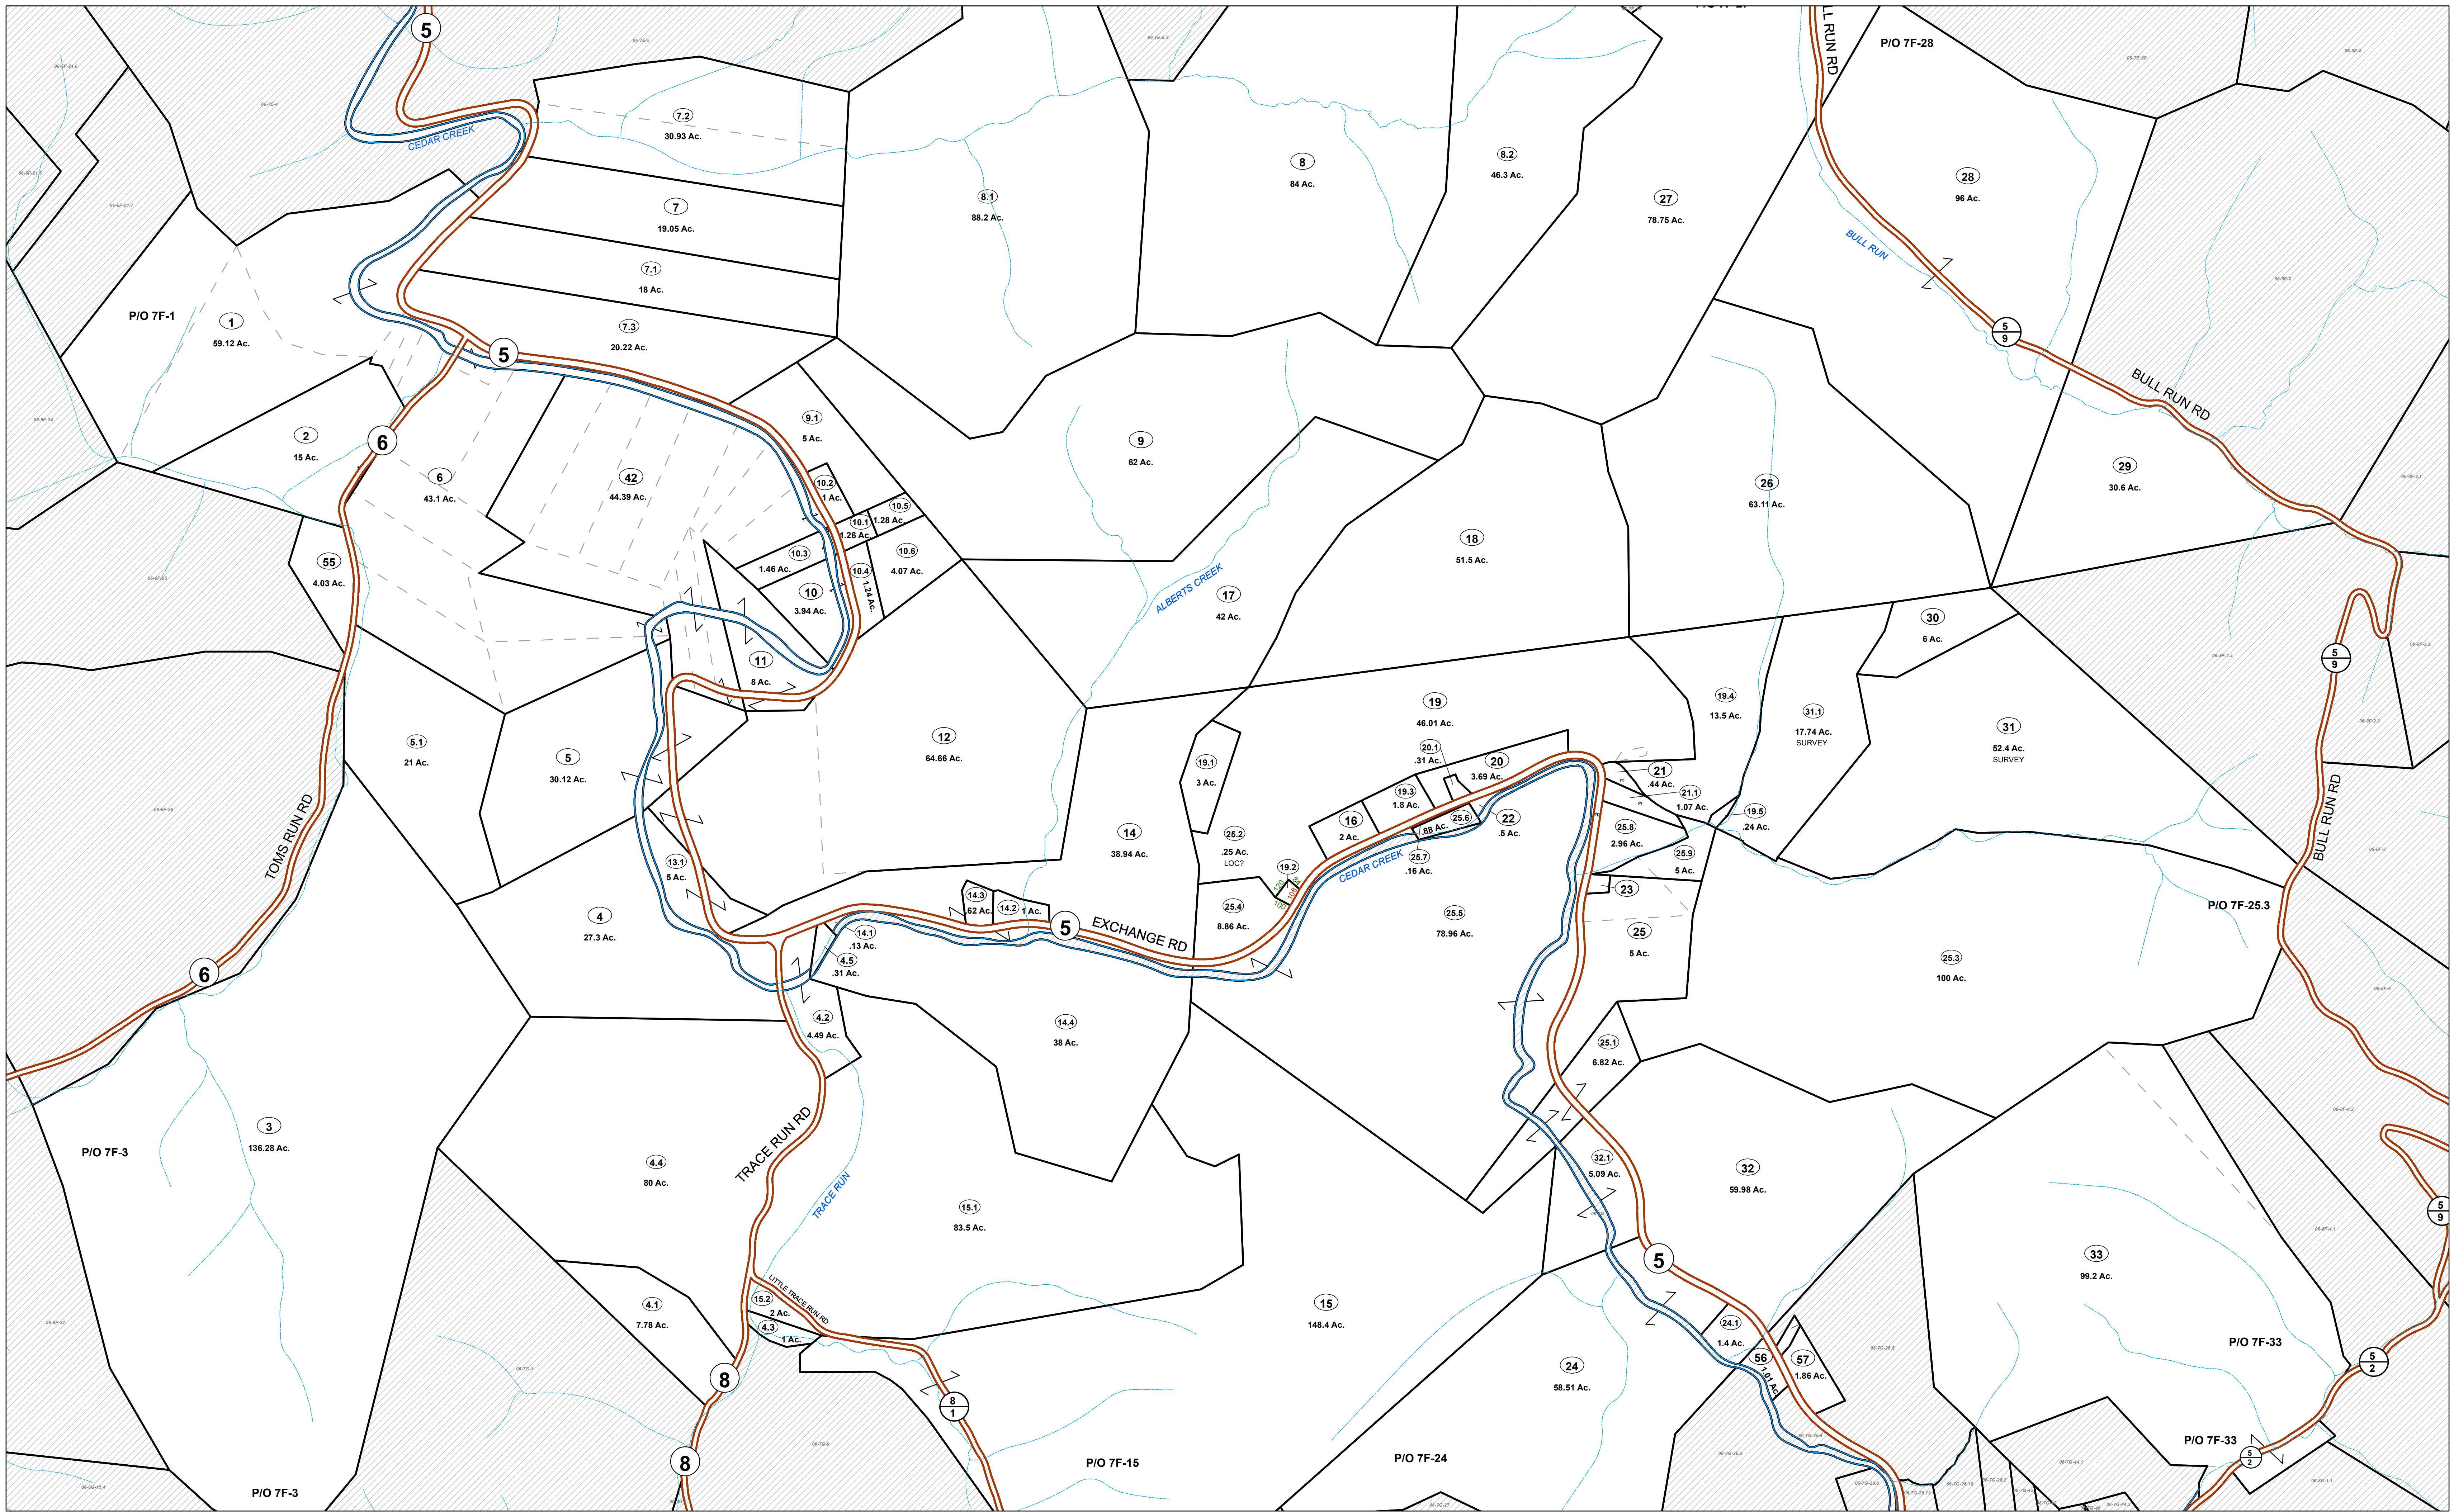 5
P/O 7F-28
BULL RUN RD
CEDAR CREEK
7.2
30.93 Ac.
8
84 Ac.
8.2
46.3 Ac.
28
96 Ac.
8.1
88.2 Ac.
27
78.75 Ac.
7
19.05 Ac.
BULL RUN
7.1
18 Ac.
P/O 7F-1
1
59.12 Ac.
7.3
20.22 Ac.
5
5
9
BULL RUN RD
9.1
5 Ac.
2
15 Ac.
6
9
62 Ac.
29
30.6 Ac.
6
43.1 Ac.
42
44.39 Ac.
10.2
1 Ac.
26
63.11 Ac.
10.5
1.28 Ac.
10.1
1.26 Ac.
18
51.5 Ac.
10.3
1.46 Ac.
10.6
4.07 Ac.
55
4.03 Ac.
10.4
1.24 Ac.
10
3.94 Ac.
ALBERTS CREEK
17
42 Ac.
30
6 Ac.
11
8 Ac.
5
9
19
46.01 Ac.
19.4
13.5 Ac.
31.1
17.74 Ac.
SURVEY
31
52.4 Ac.
SURVEY
5.1
21 Ac.
5
30.12 Ac.
12
64.66 Ac.
19.1
3 Ac.
20.1
.31 Ac.
20
3.69 Ac.
21
.44 Ac.
19.3
1.8 Ac.
21.1
1.07 Ac.
19.5
.24 Ac.
TOMS RUN RD
BULL RUN RD
16
2 Ac.
25.6
.88 Ac.
22
.5 Ac.
14
38.94 Ac.
25.2
.25 Ac.
LOC?
25.8
2.96 Ac.
25.7
.16 Ac.
CEDAR CREEK
25.9
5 Ac.
13.1
5 Ac.
19.2
120
84
108
100
23
14.3
.62 Ac.
14.2
1 Ac.
25.4
8.86 Ac.
25.5
78.96 Ac.
P/O 7F-25.3
4
27.3 Ac.
5
EXCHANGE RD
14.1
.13 Ac.
25
5 Ac.
4.5
.31 Ac.
25.3
100 Ac.
6
4.2
4.49 Ac.
14.4
38 Ac.
25.1
6.82 Ac.
3
136.28 Ac.
P/O 7F-3
TRACE RUN RD
4.4
80 Ac.
32.1
5.09 Ac.
32
59.98 Ac.
TRACE RUN
15.1
83.5 Ac.
5
9
5
33
99.2 Ac.
LITTLE TRACE RUN RD
15.2
2 Ac.
4.1
7.78 Ac.
4.3
1 Ac.
15
148.4 Ac.
24.1
1.4 Ac.
P/O 7F-33
56
1.01 Ac.
57
1.86 Ac.
24
58.51 Ac.
5
2
8
8
1
P/O 7F-33
5
2
P/O 7F-24
8
P/O 7F-15
P/O 7F-3